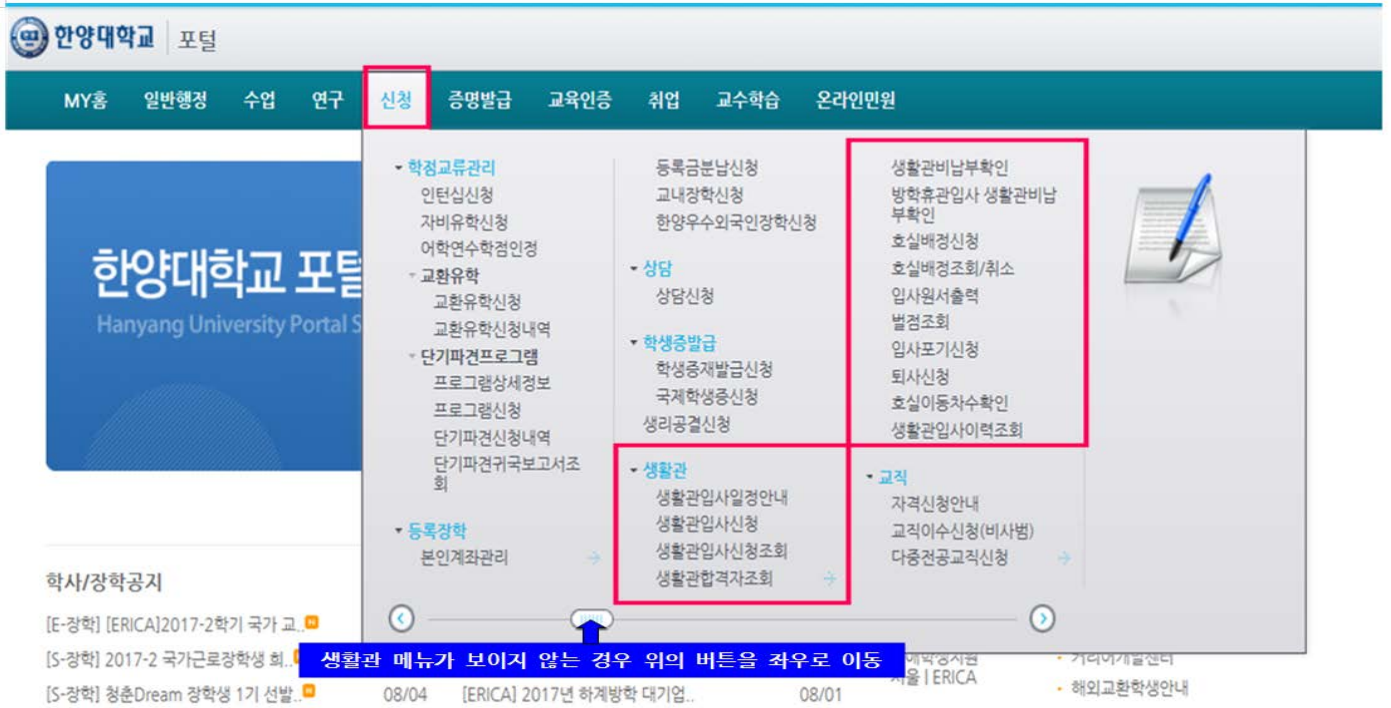 한양대학교 포털
MY홈 일반행정 수업 연구 신청 증명발급 교육인증 취업 교수학습 온라인민원
한양대학교 포털
Hanyang University Portal S
학점교류관리
인턴십신청
자비유학신청
어학연수학점인정
교환유학
교환유학신청
교환유학신청내역
단기파견프로그램
프로그램상세정보
프로그램신청
단기파견신청내역
단기파견귀국보고서조
회
등록장학
본인계좌관리
등록금분납신청
교내장학신청
한양우수외국인장학신청
상담
상담신청
학생증발급
학생증재발급신청
국제학생증신청
생리공결신청
생활관
생활관입사일정안내
생활관입사신청
생활관입사신청조회
생활관합격자조회
생활관비납부확인
방학휴관입사 생활관비납
부확인
호실배정신청
호실배정조회/취소
입사원서출력
벌점조회
입사포기신청
퇴사신청
호실이동차수확인
생활관입사이력조회
교직
자격신청안내
교직이수신청(비사범)
다중전공교직신청
생활관 메뉴가 보이지 않는 경우 위의 버튼을 좌우로 이동
학사/장학공지
[E-장학] [ERICA]2017-2학기 국가 교..
[S-장학] 2017-2 국가근로장학생 희..
[S-장학] 청춘Dream 장학생 1기 선발.. 08/04
[ERICA] 2017년 하계방학 대기업.. 08/01
서울 | ERICA
해외교환학생안내